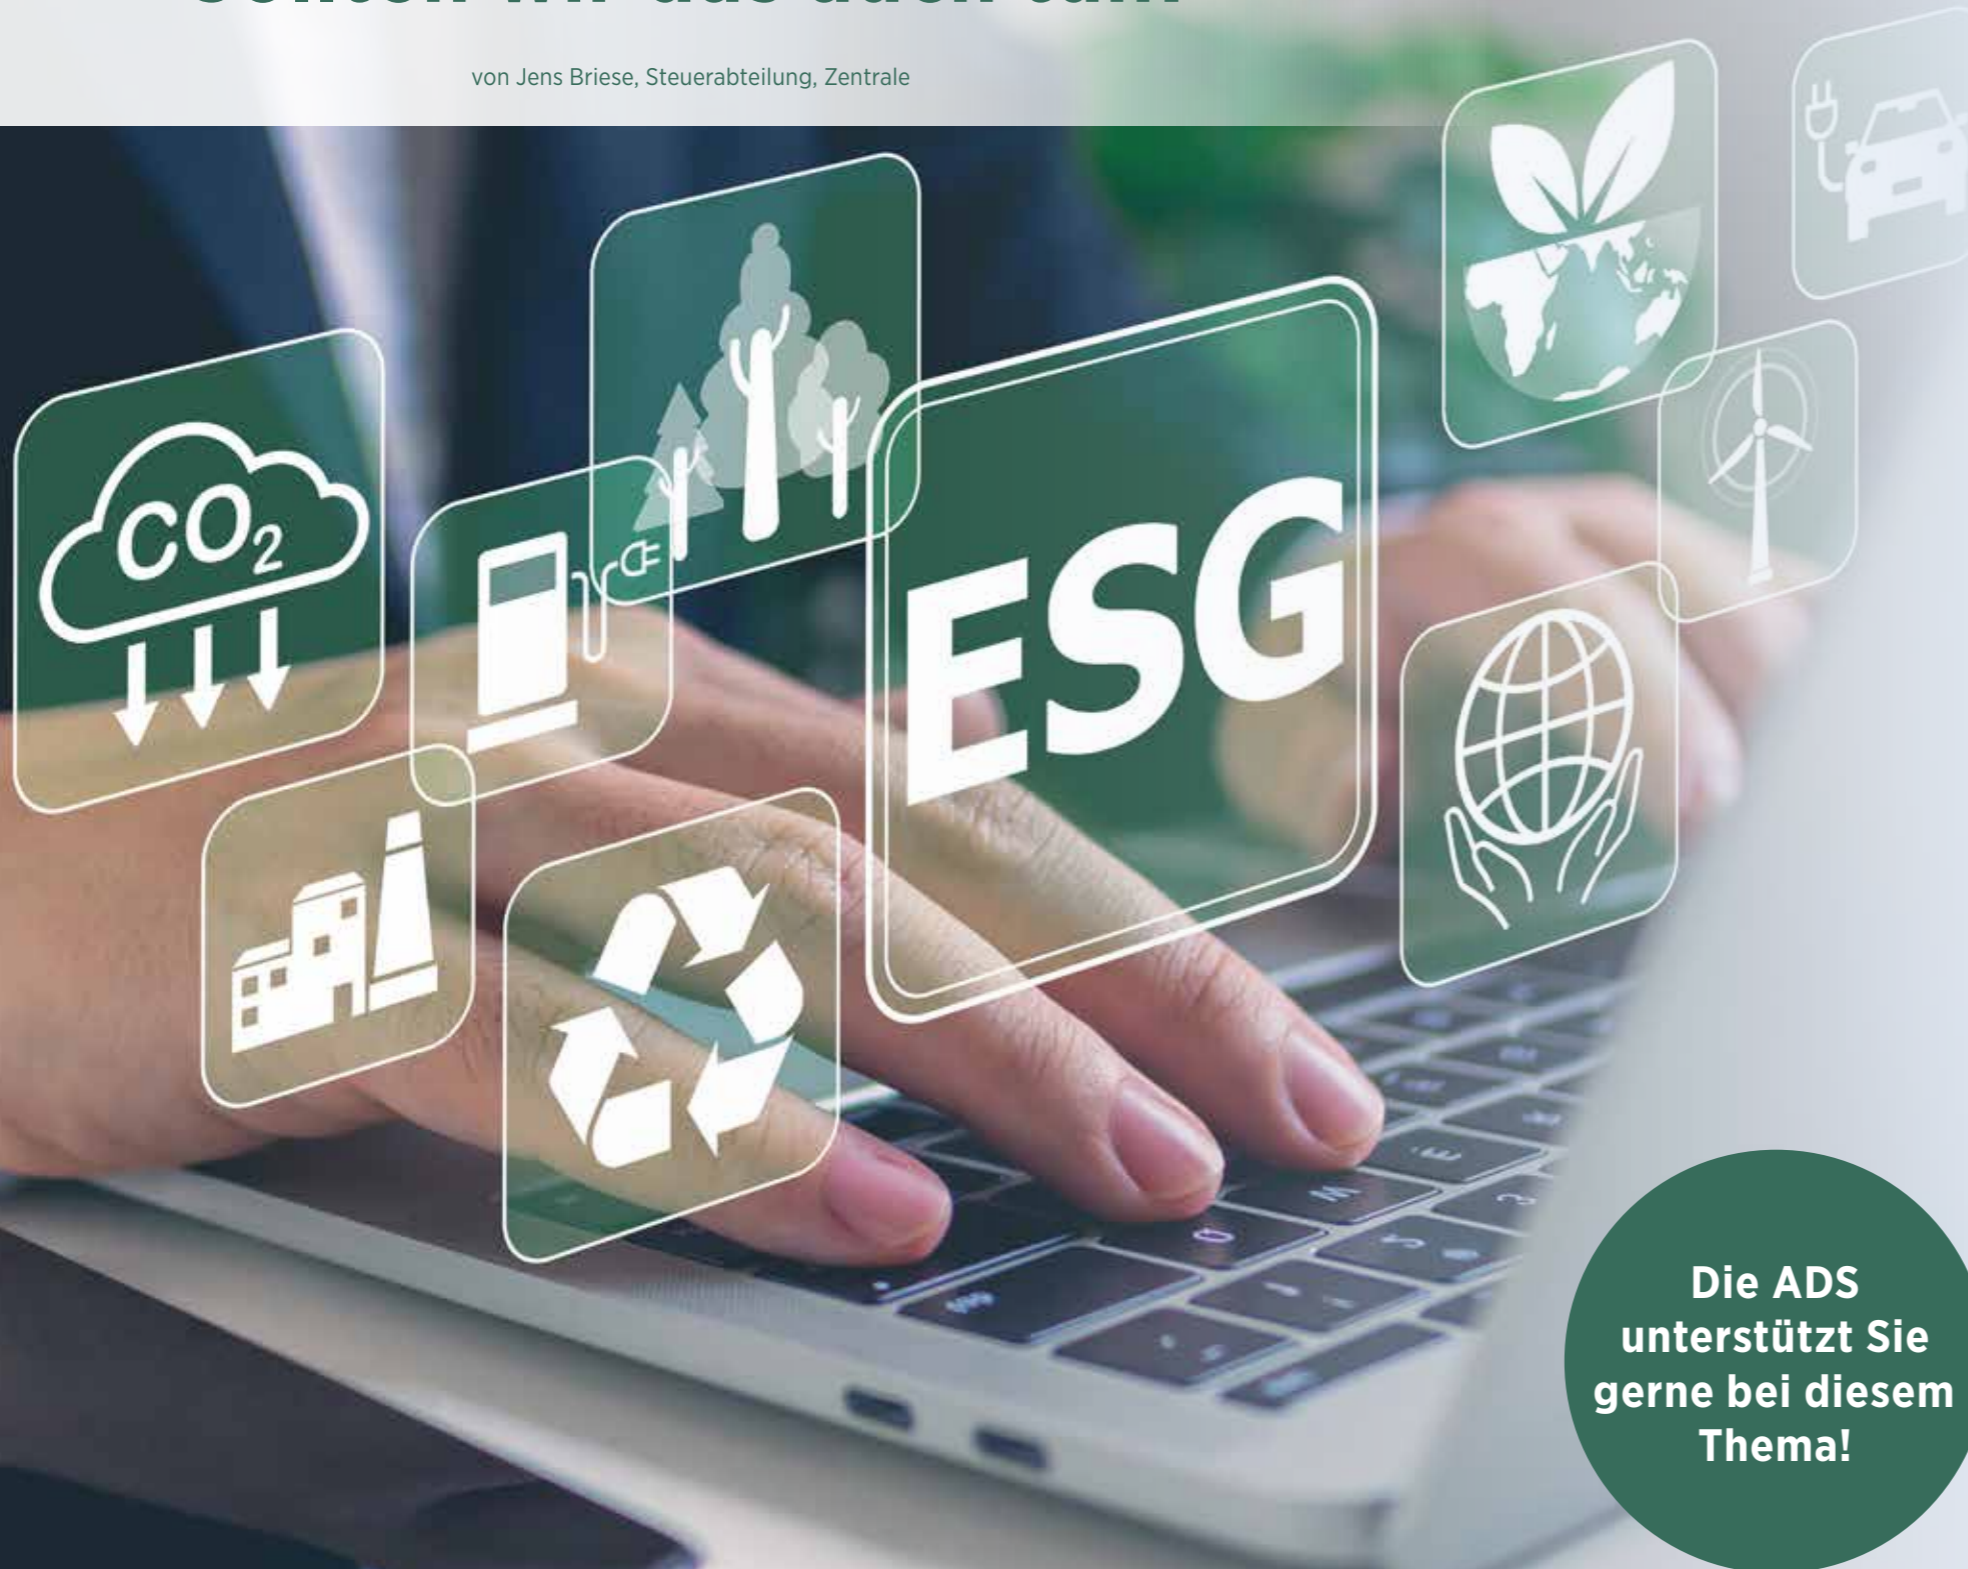 von Jens Briese, Steuerabteilung, Zentrale
CO₂
ESG
Die ADS
unterstützt Sie
gerne bei diesem
Thema!